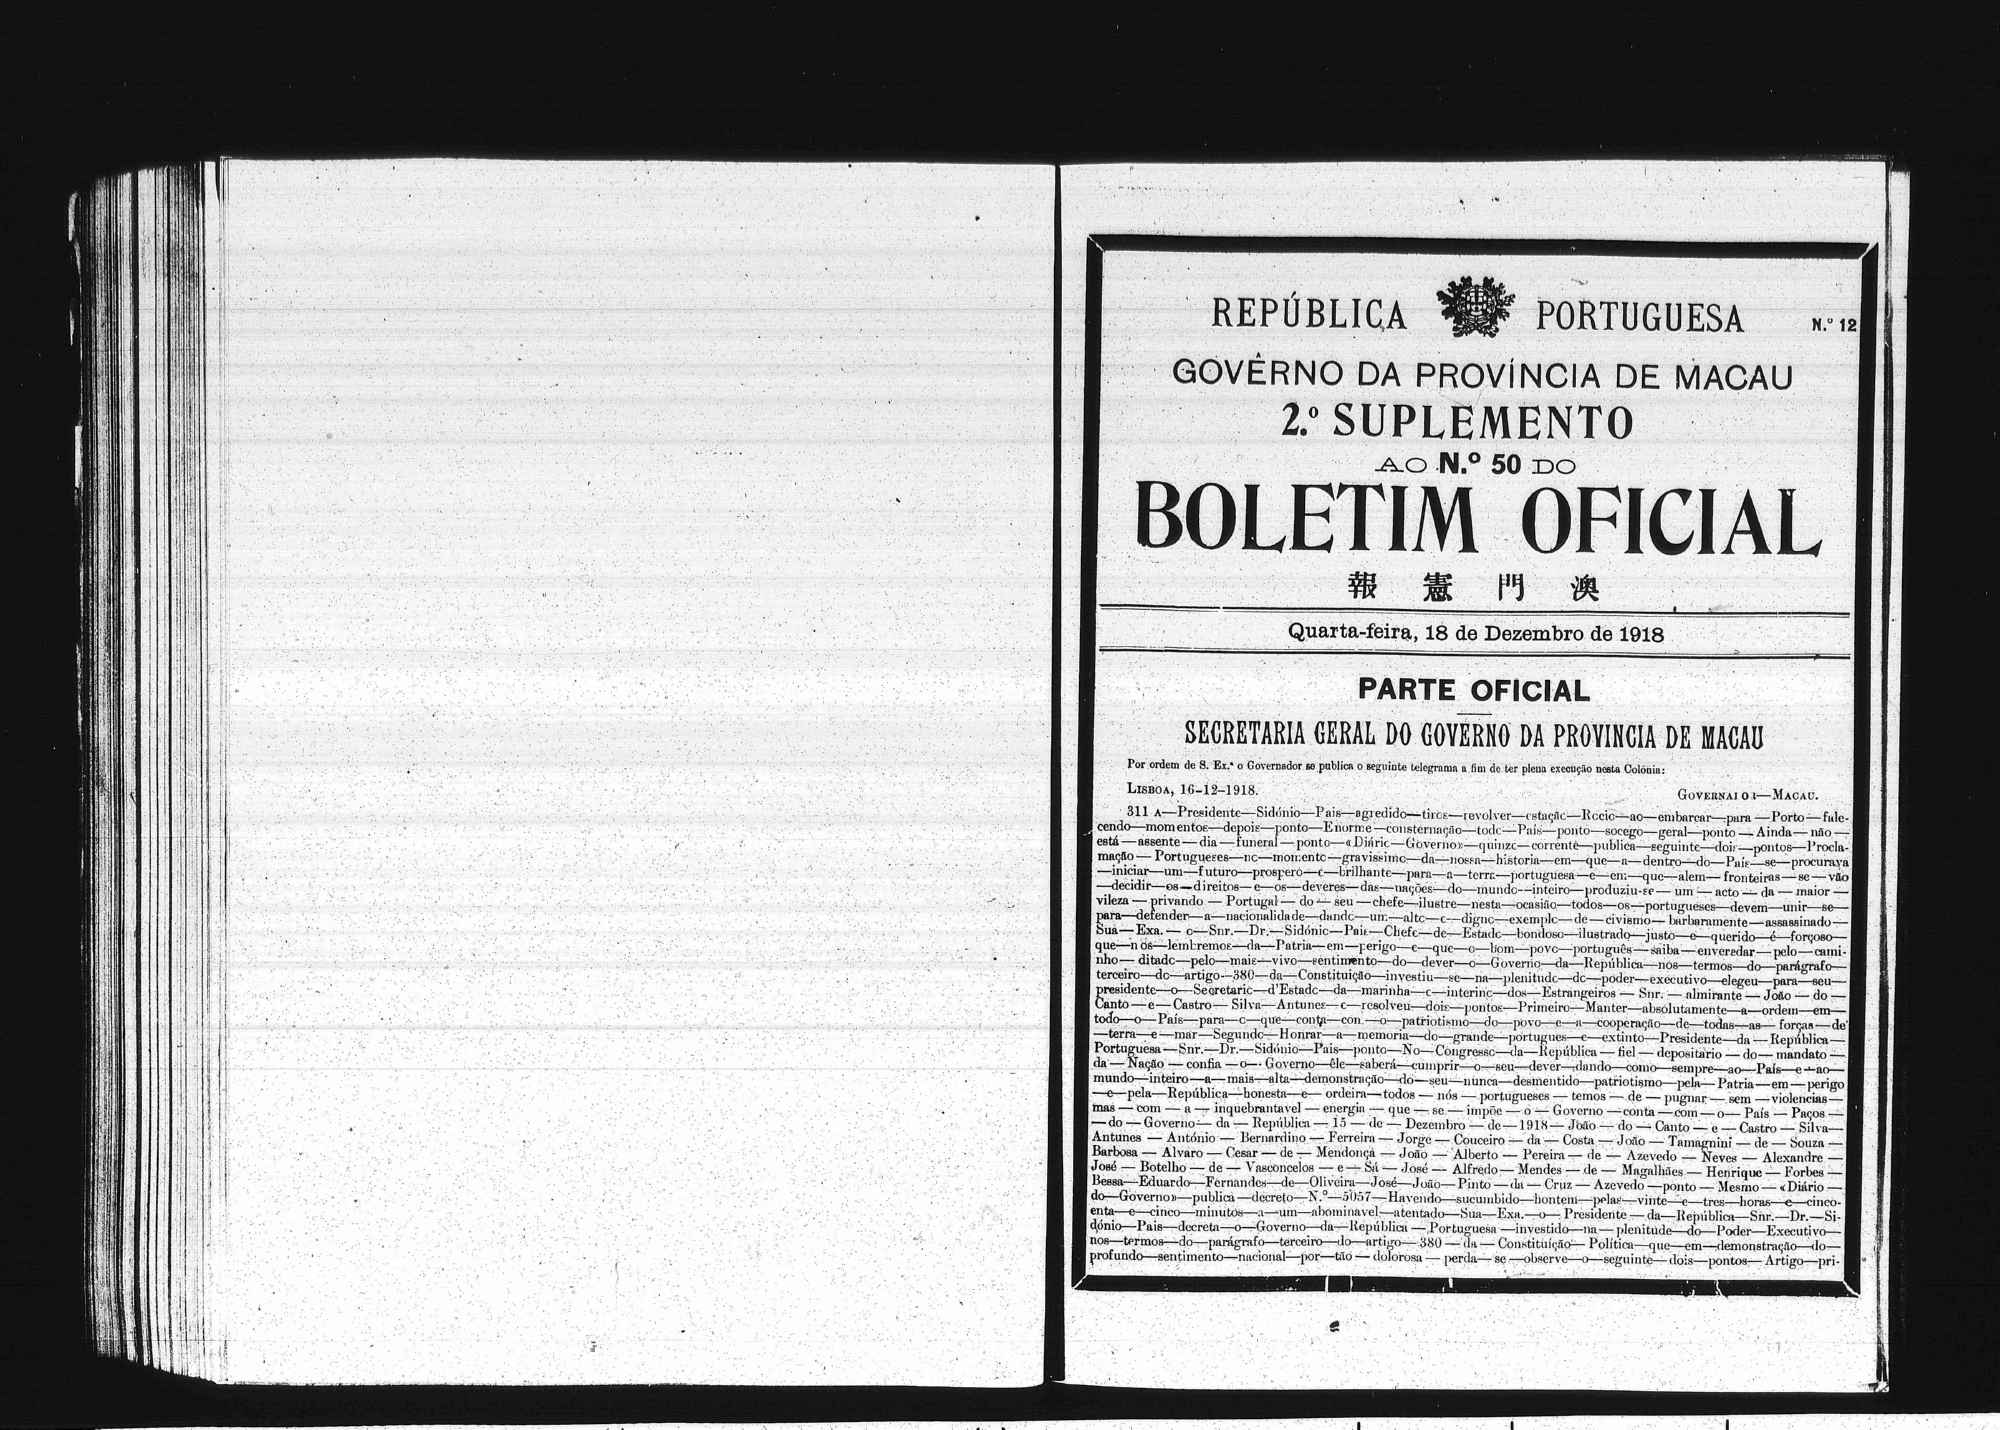 REPÚBLICA PORTUGUESA
N.º 12
GOVÊRNO DA PROVÍNCIA DE MACAU
2.º SUPLEMENTO
AO N.º 50 DO
BOLETIM OFICIAL
報 憲 門 澳
Quarta-feira, 18 de Dezembro de 1918
PARTE OFICIAL
SECRETARIA GERAL DO GOVERNO DA PROVINCIA DE MACAU
Por ordem de S. Ex.ª o Governador se publica o seguinte telegrama a fim de ter plena execução nesta Colónia:
LISBOA, 16-12-1918.
GOVERNADOR—MACAU.
311 A—Presidente—Sidónio—Pais—agredido—tiros—revolver—estação—Rocio—ao—embarcar—para—Porto—fale-
cendo—momentos—depois—ponto—Enorme—consternação—todo—País—ponto—socego—geral—ponto—Ainda—não—
está—assente—dia—funeral—ponto—«Diário—Governo»—quinze—corrente—publica—seguinte—dois—pontos—Procla-
mação—Portugueses—no—momento—gravissimo—da—nossa—historia—em—que—a—dentro—do—País—se—procurava
—iniciar—um—futuro—prospero—e—brilhante—para—a—terra—portuguesa—e—em—que—alem—fronteiras—se—vão
—decidir—os—direitos—e—os—deveres—das—nações—do—mundo—inteiro—produziu-se—um—acto—da—maior—
vileza—privando—Portugal—do—seu—chefe—ilustre—nesta—ocasião—todos—os—portugueses—devem—unir—se—
para—defender—a—nacionalidade—dando—um—alto—e—digno—exemplo—de—civismo—barbaramente—assassinado—
Sua—Exa.—o—Snr.—Dr.—Sidónio—Pais—Chefe—de—Estado—bondoso—ilustrado—justo—e—querido—é—forçoso—
que—nos—lembremos—da—Patria—em—perigo—e—que—o—bom—povo—português—saiba—enveredar—pelo—cami-
nho—ditado—pelo—mais—vivo—sentimento—do—dever—o—Governo—da—República—nos—termos—do—parágrafo—
terceiro—do—artigo—380—da—Constituição—investiu—se—na—plenitude—do—poder—executivo—elegeu—para—seu—
presidente—o—Secretario—d'Estado—da—marinha—e—interino—dos—Estrangeiros—Snr.—almirante—João—do—
Canto—e—Castro—Silva—Antunes—e—resolveu—dois—pontos—Primeiro—Manter—absolutamente—a—ordem—em—
todo—o—País—para—o—que—conta—com—o—patriotismo—do—povo—e—a—cooperação—de—todas—as—forças—de
—terra—e—mar—Segundo—Honrar—a—memoria—do—grande—portugues—e—extinto—Presidente—da—República—
Portuguesa—Snr.—Dr.—Sidónio—Pais—ponto—No—Congresso—da—República—fiel—depositário—do—mandato—
da—Nação—confia—o—Governo—êle—saberá—cumprir—o—seu—dever—dando—como—sempre—ao—País—e—ao—
mundo—inteiro—a—mais—alta—demonstração—do—seu—nunca—desmentido—patriotismo—pela—Patria—em—perigo
—e—pela—República—honesta—e—ordeira—todos—nós—portugueses—temos—de—pugnar—sem—violencias—
mas—com—a—inquebrantavel—energia—que—se—impõe—o—Governo—conta—com—o—País—Paços—
—do—Governo—da—República—15—de—Dezembro—de—1918—João—do—Canto—e—Castro—Silva—
Antunes—António—Bernardino—Ferreira—Jorge—Couceiro—da—Costa—João—Tamagnini—de—Souza—
Barbosa—Alvaro—Cesar—de—Mendonça—João—Alberto—Pereira—de—Azevedo—Neves—Alexandre—
José—Botelho—de—Vasconcelos—e—Sá—José—Alfredo—Mendes—de—Magalhães—Henrique—Forbes—
Bessa—Eduardo—Fernandes—de—Oliveira—José—João—Pinto—da—Cruz—Azevedo—ponto—Mesmo—«Diário—
do—Governo»—publica—decreto—N.º—5057—Havendo—sucumbido—hontem—pelas—vinte—e—tres—horas—e—cinco-
enta—e—cinco—minutos—a—um—abominavel—atentado—Sua—Exa.—o—Presidente—da—República—Snr.—Dr.—Si-
dónio—Pais—decreta—o—Governo—da—República—Portuguesa—investido—na—plenitude—do—Poder—Executivo—
nos—termos—do—parágrafo—terceiro—do—artigo—380—da—Constituição—Política—que—em—demonstração—do—
profundo—sentimento—nacional—por—tão—dolorosa—perda—se—observe—o—seguinte—dois—pontos—Artigo—pri-